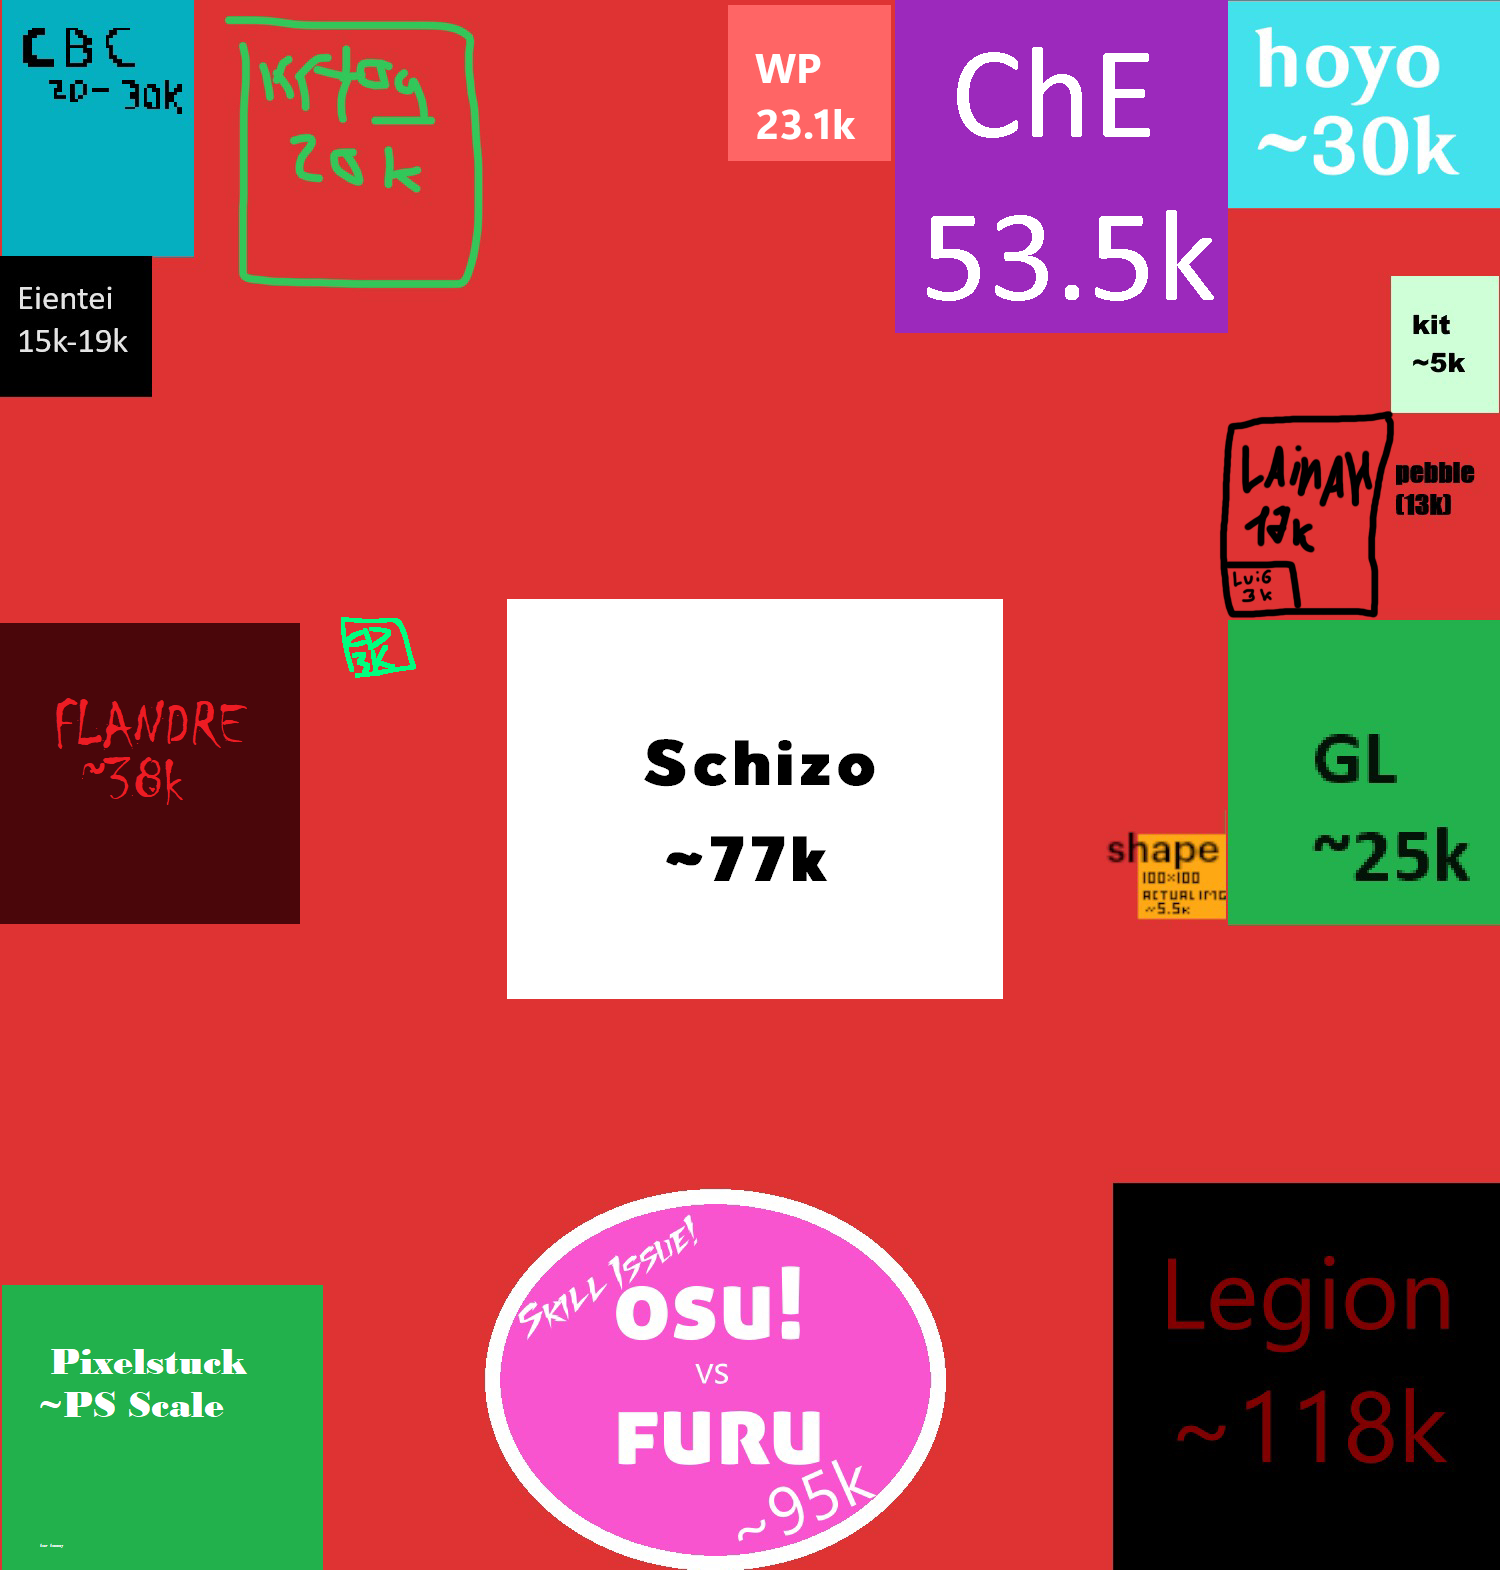 CBC
20-30K
Krtog
20k
WP
23.1k
ChE
53.5k
hoyo
~30k
Eientei
15k-19k
kit
~5k
LAinAH
17k
Lui6
3k
pebble
(13k)
FLANDRE
~38k
3K
Schizo
~77k
GL
~25k
shape
100×100
ACTUAL IMG
~5.5k
SKILL ISSUE!
osu!
vs
FURU
~95k
Legion
~118k
Pixelstuck
~PS Scale